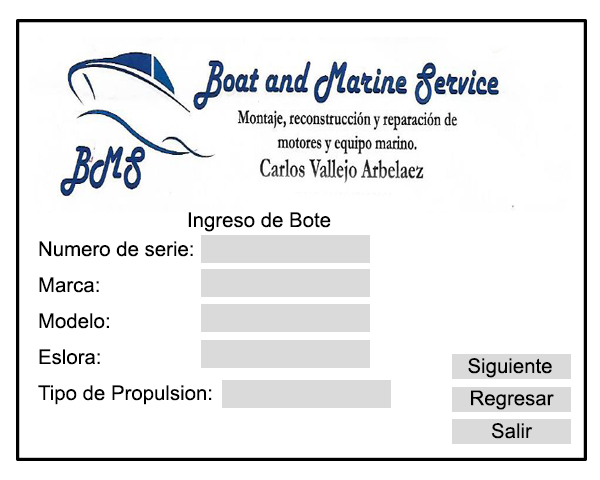 Boat and Marine Service
Montaje, reconstrucción y reparación de
motores y equipo marino.
BMS
Carlos Vallejo Arbelaez
Ingreso de Bote
Numero de serie:
Marca:
Modelo:
Eslora:
Tipo de Propulsion:
Siguiente
Regresar
Salir